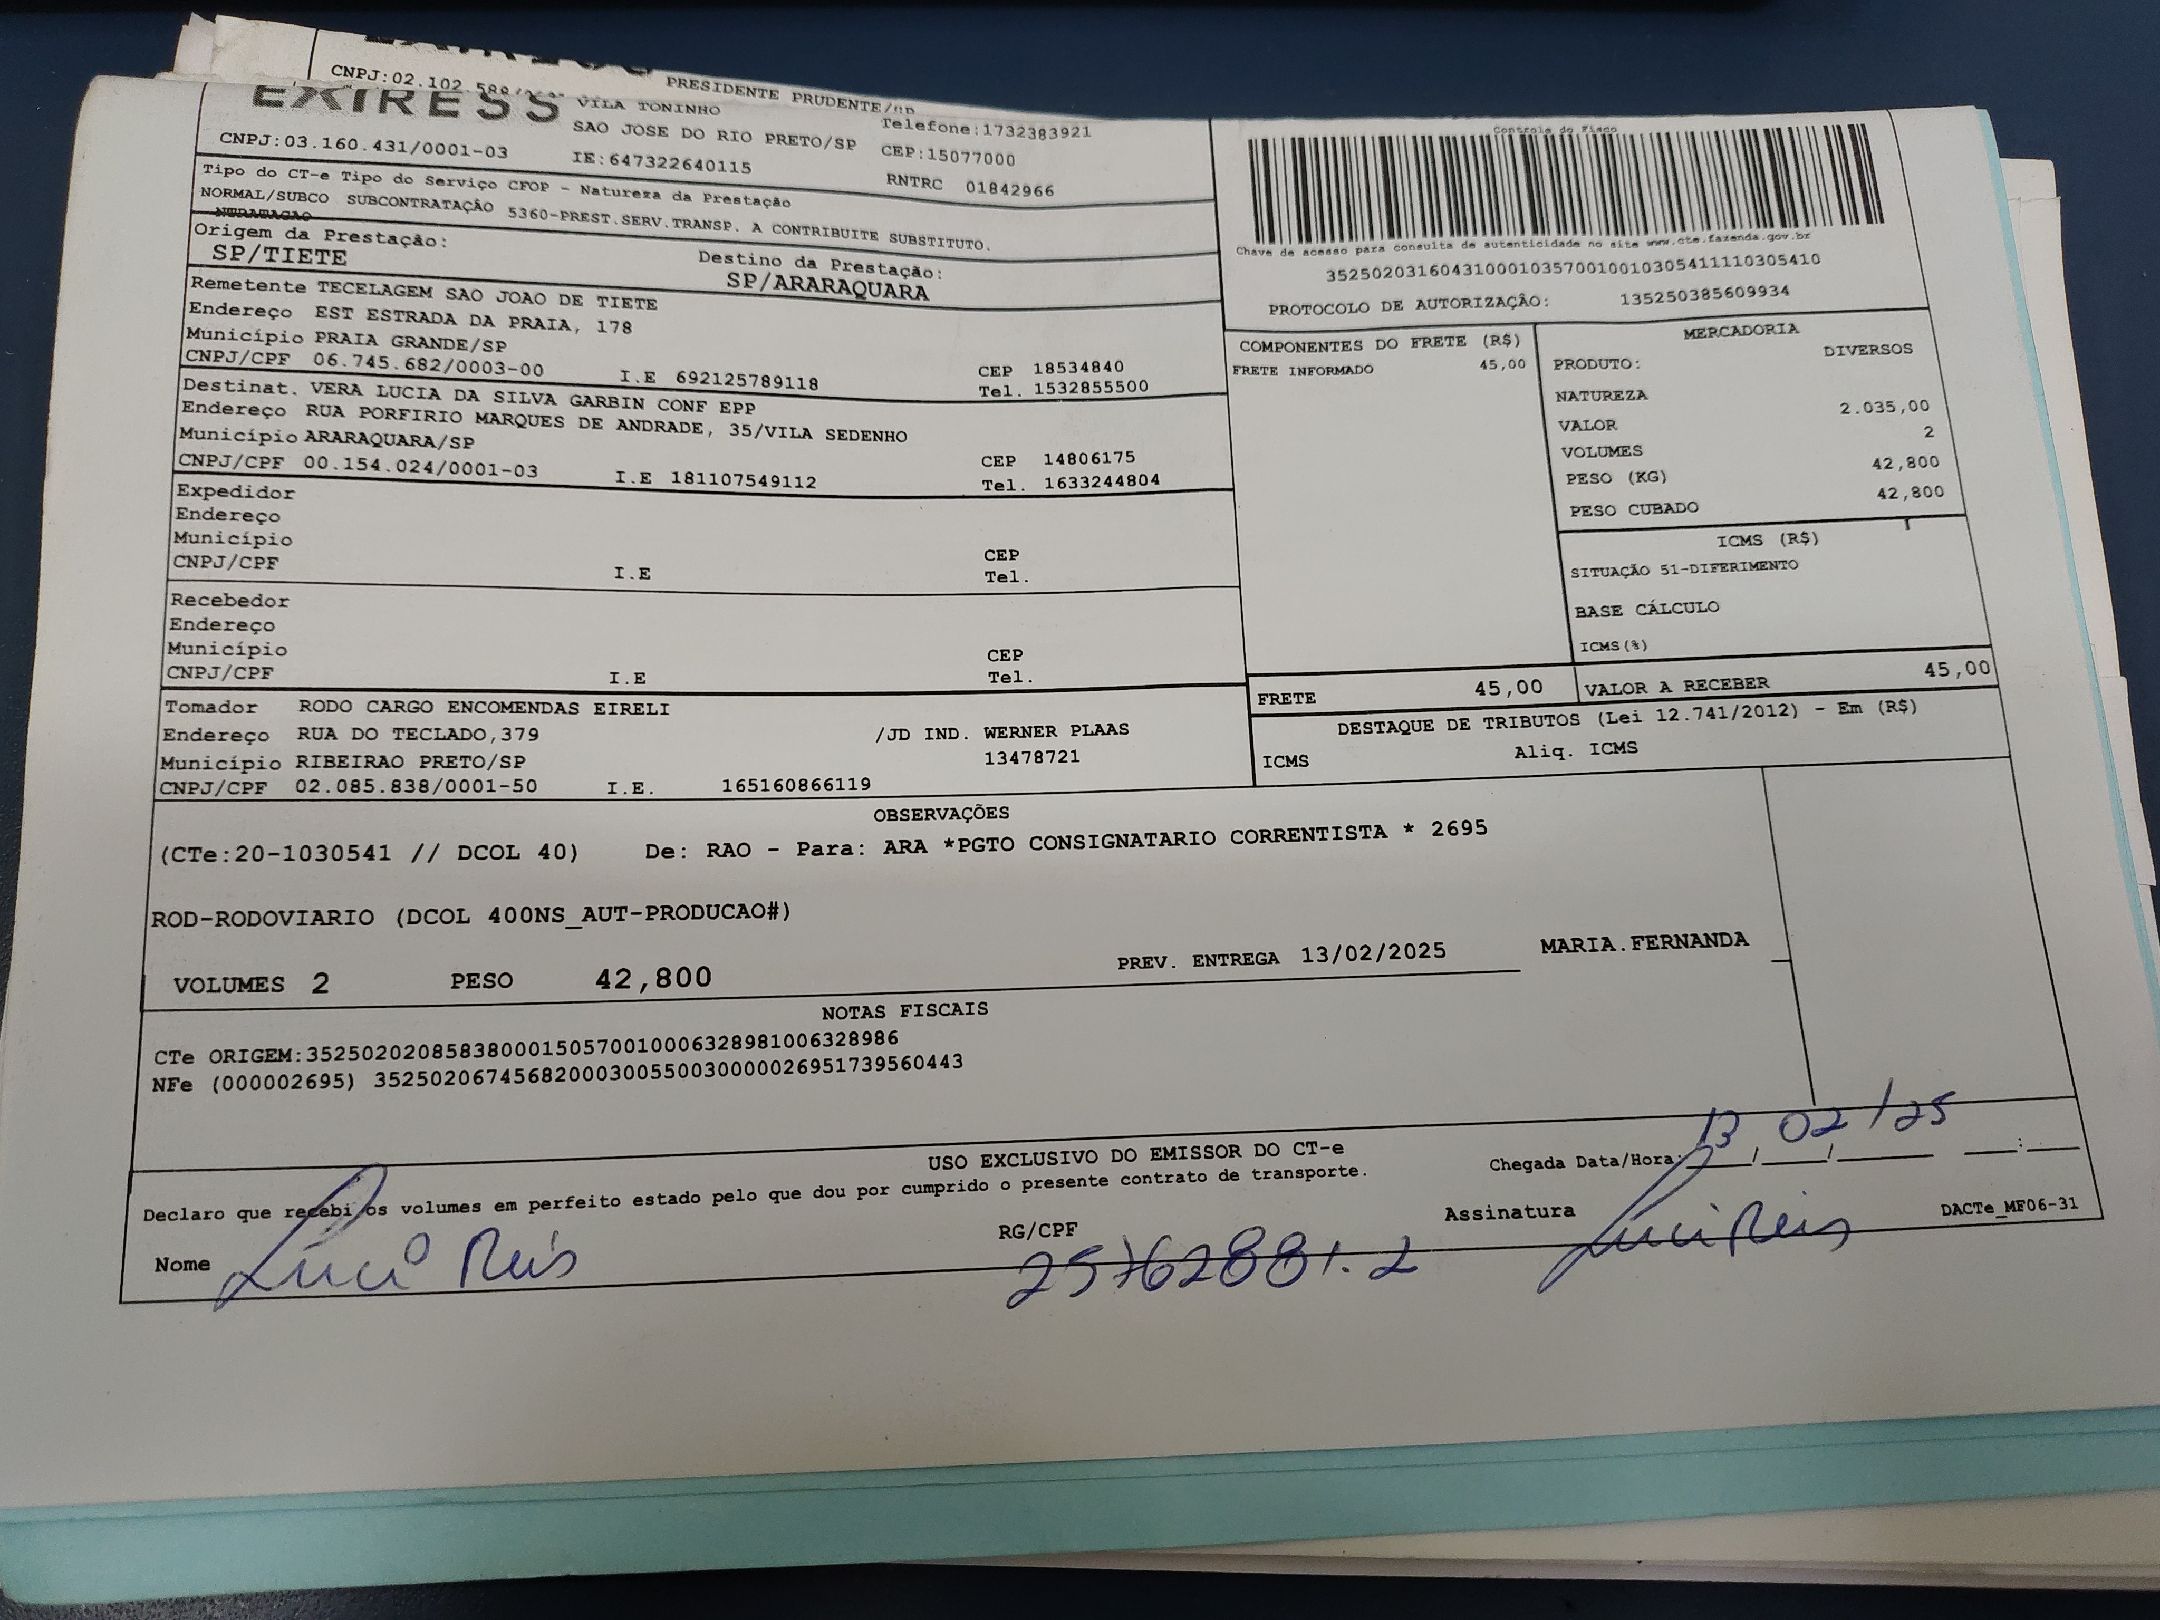 CNPJ:02.102.588/
PRESIDENTE PRUDENTE/SP
EXPRESS
VILA TONINHO
SAO JOSE DO RIO PRETO/SP
Telefone:1732383921
CNPJ:03.160.431/0001-03
IE:647322640115
CEP:15077000
RNTRC 01842966
Tipo do CT-e Tipo do Serviço CFOP - Natureza da Prestação
NORMAL/SUBCO SUBCONTRATAÇÃO 5360-PREST.SERV.TRANSP. A CONTRIBUITE SUBSTITUTO.
NTRATACAO
Origem da Prestação:
SP/TIETE
Destino da Prestação:
SP/ARARAQUARA
Controle do Fisco
Chave de acesso para consulta de autenticidade no site www.cte.fazenda.gov.br
35250203160431000103570010010305411110305410
PROTOCOLO DE AUTORIZAÇÃO: 135250385609934
Remetente TECELAGEM SAO JOAO DE TIETE
Endereço EST ESTRADA DA PRAIA, 178
Município PRAIA GRANDE/SP
CNPJ/CPF 06.745.682/0003-00 I.E 692125789118
CEP 18534840
Tel. 1532855500
Destinat. VERA LUCIA DA SILVA GARBIN CONF EPP
Endereço RUA PORFIRIO MARQUES DE ANDRADE, 35/VILA SEDENHO
Município ARARAQUARA/SP
CNPJ/CPF 00.154.024/0001-03 I.E 181107549112
CEP 14806175
Tel. 1633244804
Expedidor
Endereço
Município
CNPJ/CPF I.E
CEP
Tel.
Recebedor
Endereço
Município
CNPJ/CPF I.E
CEP
Tel.
Tomador RODO CARGO ENCOMENDAS EIRELI
Endereço RUA DO TECLADO,379 /JD IND. WERNER PLAAS
Município RIBEIRAO PRETO/SP 13478721
CNPJ/CPF 02.085.838/0001-50 I.E. 165160866119
COMPONENTES DO FRETE (R$)
FRETE INFORMADO 45,00
MERCADORIA
PRODUTO: DIVERSOS
NATUREZA
VALOR 2.035,00
VOLUMES 2
PESO (KG) 42,800
PESO CUBADO 42,800
ICMS (R$)
SITUAÇÃO 51-DIFERIMENTO
BASE CÁLCULO
ICMS(%)
FRETE 45,00 VALOR A RECEBER 45,00
DESTAQUE DE TRIBUTOS (Lei 12.741/2012) - Em (R$)
ICMS Aliq. ICMS
OBSERVAÇÕES
(CTe:20-1030541 // DCOL 40) De: RAO - Para: ARA *PGTO CONSIGNATARIO CORRENTISTA * 2695
ROD-RODOVIARIO (DCOL 400NS_AUT-PRODUCAO#)
VOLUMES 2 PESO 42,800 PREV. ENTREGA 13/02/2025 MARIA.FERNANDA
NOTAS FISCAIS
CTe ORIGEM:35250202085838000150570010006328981006328986
NFe (000002695) 35250206745682000300550030000026951739560443
USO EXCLUSIVO DO EMISSOR DO CT-e
Declaro que recebi os volumes em perfeito estado pelo que dou por cumprido o presente contrato de transporte.
Chegada Data/Hora: 13/02/25 :
Nome Luci Reis RG/CPF 25762881.2 Assinatura Luci Reis
DACTe_MF06-31